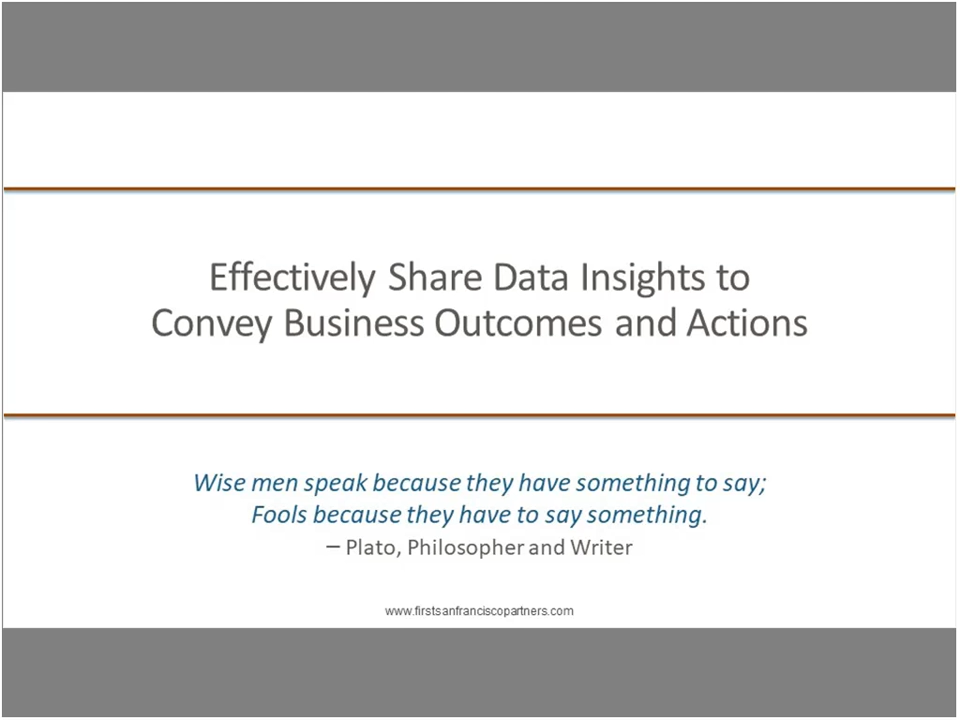 Effectively Share Data Insights to
Convey Business Outcomes and Actions
Wise men speak because they have something to say;
Fools because they have to say something.
– Plato, Philosopher and Writer
www.firstsanfranciscopartners.com